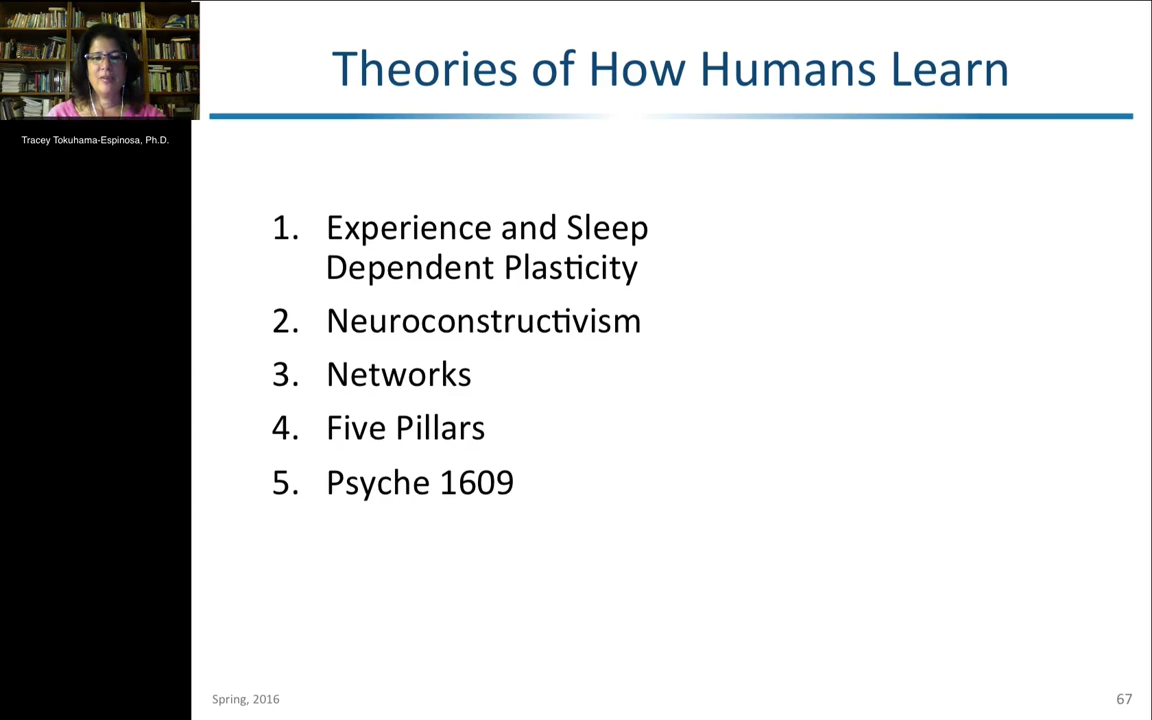 Theories of How Humans Learn
Tracey Tokuhama-Espinosa, Ph.D.
1. Experience and Sleep
Dependent Plasticity
2. Neuroconstructivism
3. Networks
4. Five Pillars
5. Psyche 1609
Spring, 2016
67